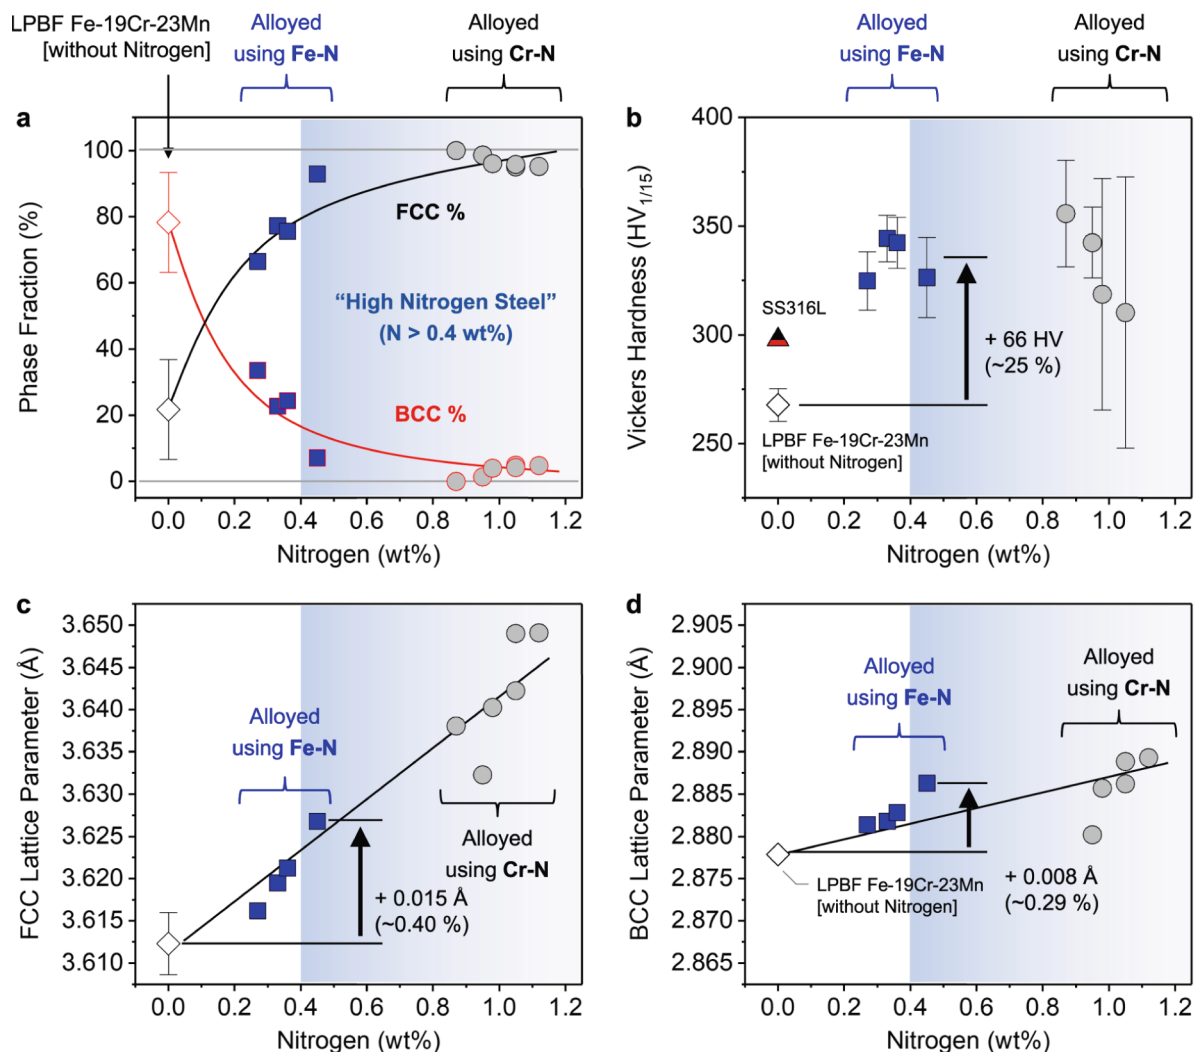 LPBF Fe-19Cr-23Mn
[without Nitrogen]
Alloyed
using Fe-N
Alloyed
using Cr-N
Alloyed
using Fe-N
Alloyed
using Cr-N
a
Phase Fraction (%)
100
80
60
40
20
0
FCC %
"High Nitrogen Steel"
(N > 0.4 wt%)
BCC %
0.0 0.2 0.4 0.6 0.8 1.0 1.2
Nitrogen (wt%)
b
Vickers Hardness (HV1/15)
400
350
300
250
SS316L
+ 66 HV
(~25 %)
LPBF Fe-19Cr-23Mn
[without Nitrogen]
0.0 0.2 0.4 0.6 0.8 1.0 1.2
Nitrogen (wt%)
c
FCC Lattice Parameter (Å)
3.650
3.645
3.640
3.635
3.630
3.625
3.620
3.615
3.610
Alloyed
using Fe-N
Alloyed
using Cr-N
+ 0.015 Å
(~0.40 %)
0.0 0.2 0.4 0.6 0.8 1.0 1.2
Nitrogen (wt%)
d
BCC Lattice Parameter (Å)
2.905
2.900
2.895
2.890
2.885
2.880
2.875
2.870
2.865
Alloyed
using Fe-N
Alloyed
using Cr-N
LPBF Fe-19Cr-23Mn
[without Nitrogen]
+ 0.008 Å
(~0.29 %)
0.0 0.2 0.4 0.6 0.8 1.0 1.2
Nitrogen (wt%)